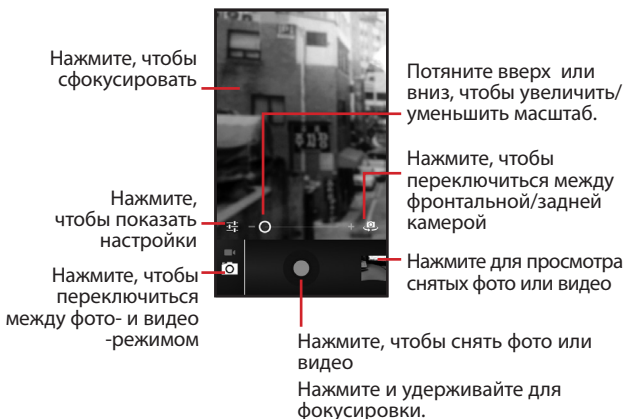 Нажмите, чтобы
сфокусировать
Потяните вверх или
вниз, чтобы увеличить/
уменьшить масштаб.
Нажмите, чтобы
переключиться между
фронтальной/задней
камерой
Нажмите,
чтобы показать
настройки
Нажмите для просмотра
снятых фото или видео
Нажмите, чтобы
переключиться
между фото- и видео
-режимом
Нажмите, чтобы снять фото или
видео
Нажмите и удерживайте для
фокусировки.